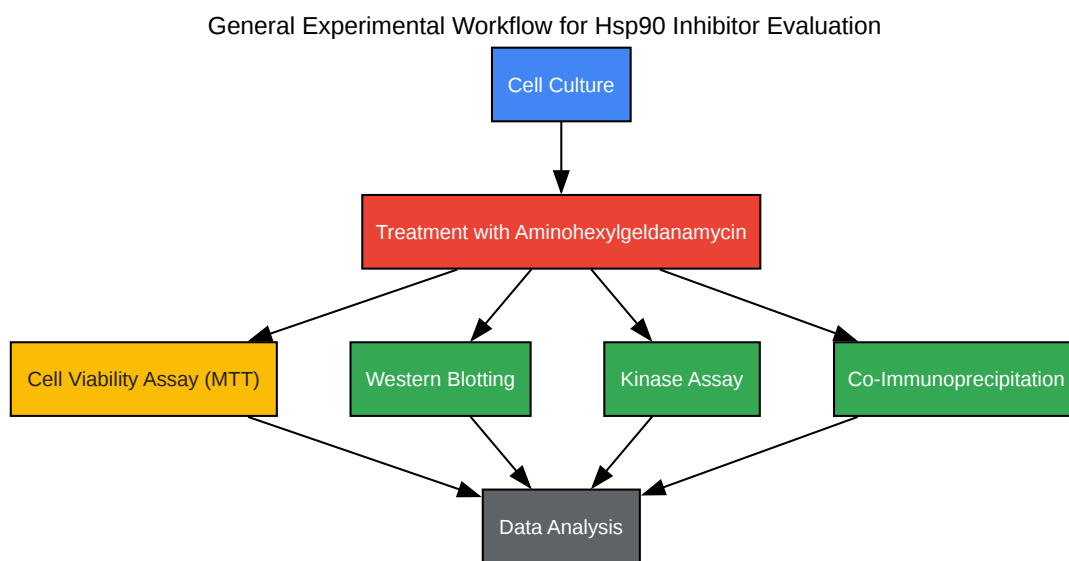 General Experimental Workflow for Hsp90 Inhibitor Evaluation
Cell Culture
Treatment with Aminohexylgeldanamycin
Cell Viability Assay (MTT)
Western Blotting
Kinase Assay
Co-Immunoprecipitation
Data Analysis